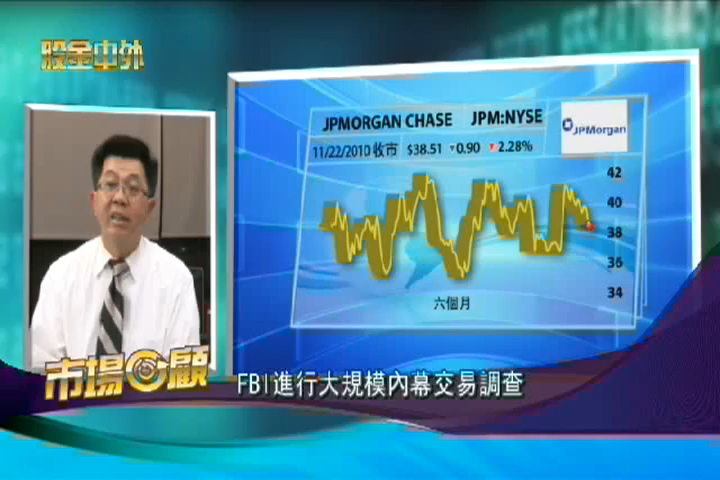 股金中外
JPMORGAN CHASE JPM:NYSE
11/22/2010 收市 $38.51 ▼0.90 ▼2.28%
JPMorgan
42
40
38
36
34
六個月
市場回顧
FBI進行大規模內幕交易調查